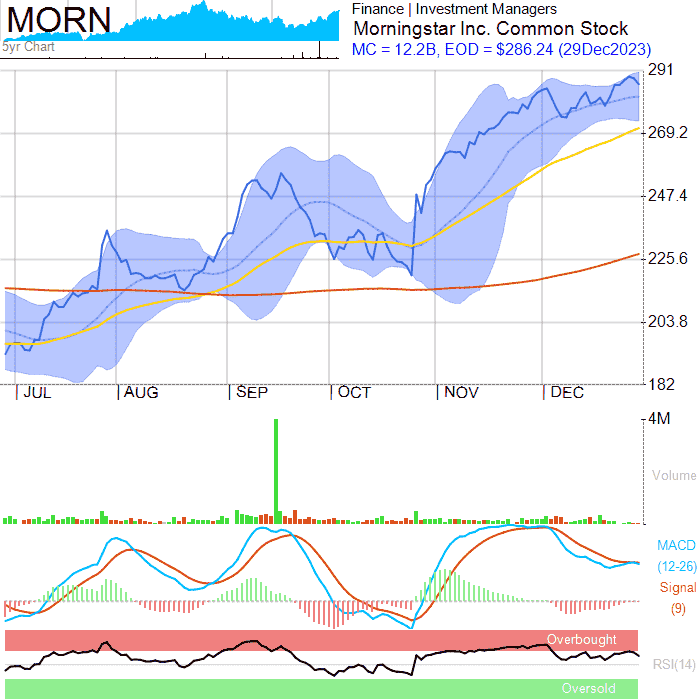 MORN
5yr Chart
Finance | Investment Managers
Morningstar Inc. Common Stock
MC = 12.2B, EOD = $286.24 (29Dec2023)
291
269.2
247.4
225.6
203.8
182
JUL AUG SEP OCT NOV DEC
4M
Volume
MACD
(12-26)
Signal
(9)
Overbought
RSI(14)
Oversold